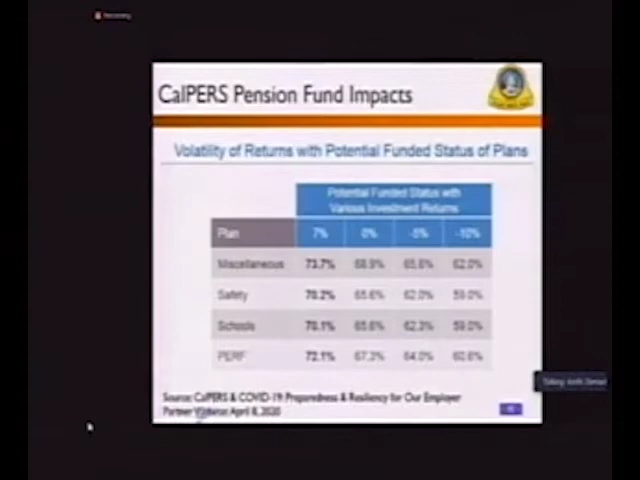 Recording
CalPERS Pension Fund Impacts
Volatility of Returns with Potential Funded Status of Plans
Potential Funded Status with
Various Investment Returns
Plan 7% 0% -5% -10%
Miscellaneous 73.7% 68.9% 65.6% 62.0%
Safety 70.2% 65.6% 62.0% 59.0%
Schools 70.1% 65.6% 62.3% 59.0%
PERF 72.1% 67.3% 64.0% 60.6%
Source: CalPERS & COVID-19 Preparedness & Resiliency for Our Employer
Partner April 8, 2020
Talking: